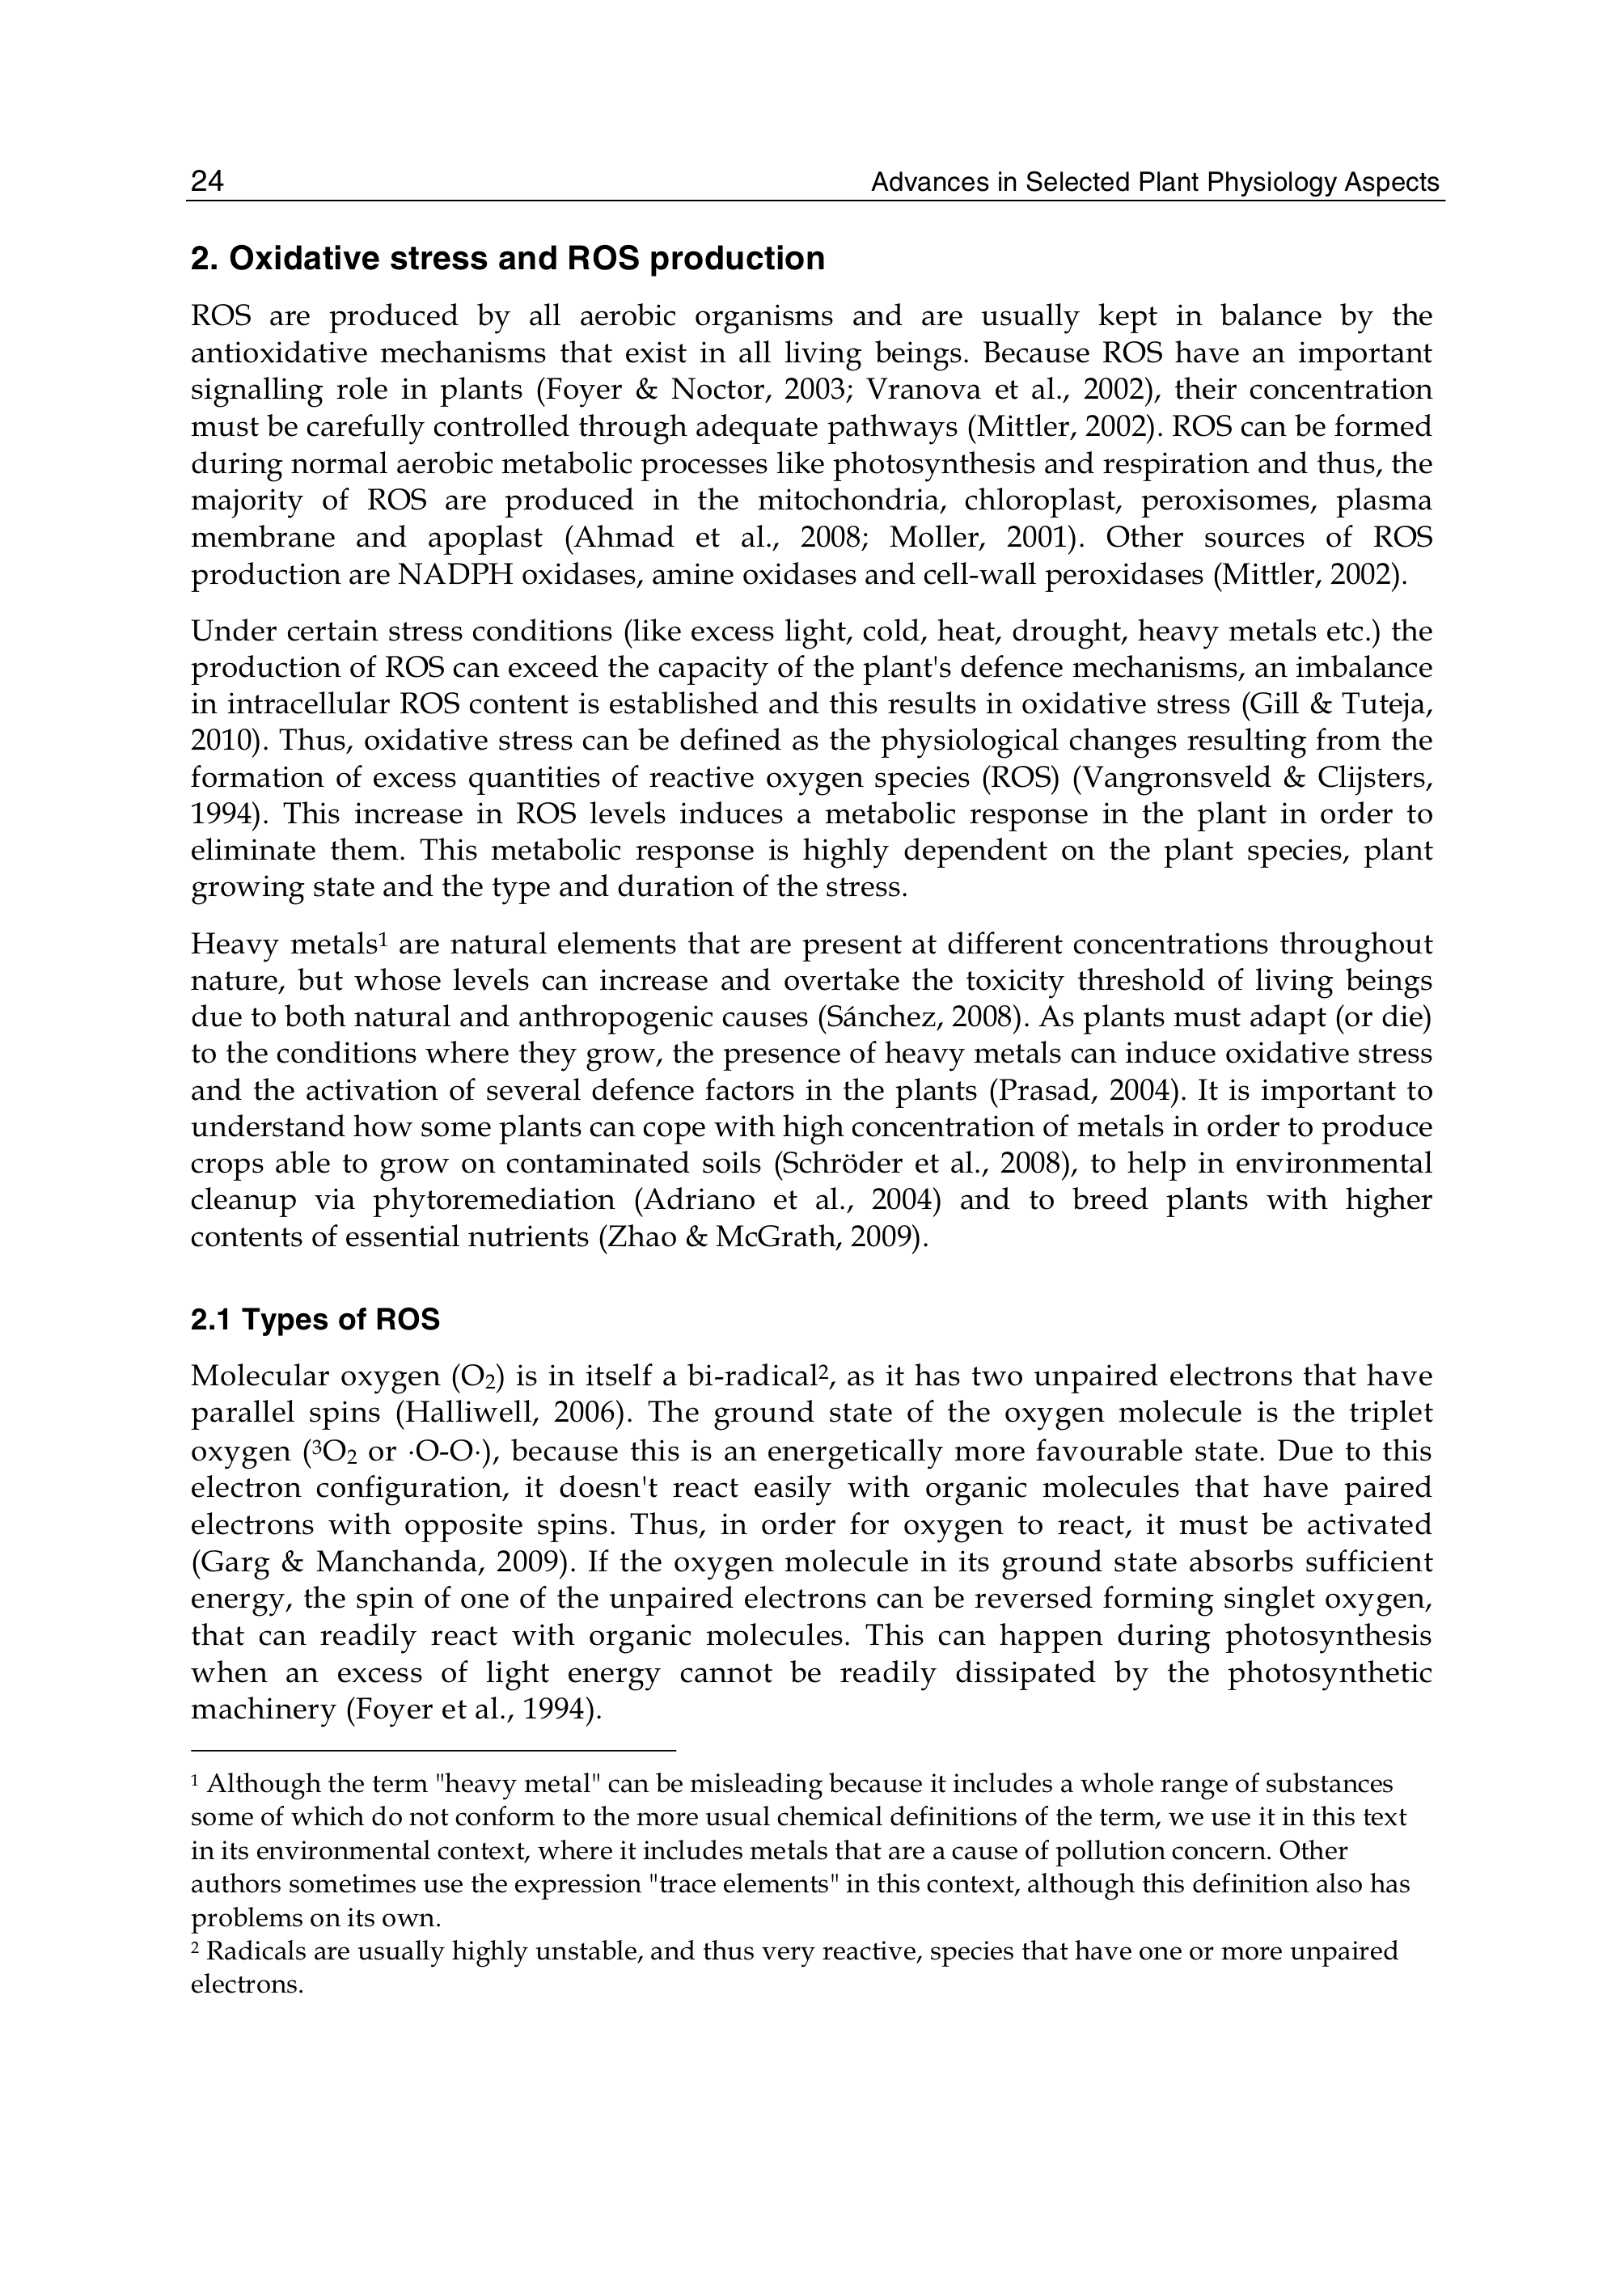 24 Advances in Selected Plant Physiology Aspects
2. Oxidative stress and ROS production
ROS are produced by all aerobic organisms and are usually kept in balance by the
antioxidative mechanisms that exist in all living beings. Because ROS have an important
signalling role in plants (Foyer & Noctor, 2003; Vranova et al., 2002), their concentration
must be carefully controlled through adequate pathways (Mittler, 2002). ROS can be formed
during normal aerobic metabolic processes like photosynthesis and respiration and thus, the
majority of ROS are produced in the mitochondria, chloroplast, peroxisomes, plasma
membrane and apoplast (Ahmad et al., 2008; Moller, 2001). Other sources of ROS
production are NADPH oxidases, amine oxidases and cell-wall peroxidases (Mittler, 2002).
Under certain stress conditions (like excess light, cold, heat, drought, heavy metals etc.) the
production of ROS can exceed the capacity of the plant's defence mechanisms, an imbalance
in intracellular ROS content is established and this results in oxidative stress (Gill & Tuteja,
2010). Thus, oxidative stress can be defined as the physiological changes resulting from the
formation of excess quantities of reactive oxygen species (ROS) (Vangronsveld & Clijsters,
1994). This increase in ROS levels induces a metabolic response in the plant in order to
eliminate them. This metabolic response is highly dependent on the plant species, plant
growing state and the type and duration of the stress.
Heavy metals¹ are natural elements that are present at different concentrations throughout
nature, but whose levels can increase and overtake the toxicity threshold of living beings
due to both natural and anthropogenic causes (Sánchez, 2008). As plants must adapt (or die)
to the conditions where they grow, the presence of heavy metals can induce oxidative stress
and the activation of several defence factors in the plants (Prasad, 2004). It is important to
understand how some plants can cope with high concentration of metals in order to produce
crops able to grow on contaminated soils (Schröder et al., 2008), to help in environmental
cleanup via phytoremediation (Adriano et al., 2004) and to breed plants with higher
contents of essential nutrients (Zhao & McGrath, 2009).
2.1 Types of ROS
Molecular oxygen (O₂) is in itself a bi-radical², as it has two unpaired electrons that have
parallel spins (Halliwell, 2006). The ground state of the oxygen molecule is the triplet
oxygen (³O₂ or ·O-O·), because this is an energetically more favourable state. Due to this
electron configuration, it doesn't react easily with organic molecules that have paired
electrons with opposite spins. Thus, in order for oxygen to react, it must be activated
(Garg & Manchanda, 2009). If the oxygen molecule in its ground state absorbs sufficient
energy, the spin of one of the unpaired electrons can be reversed forming singlet oxygen,
that can readily react with organic molecules. This can happen during photosynthesis
when an excess of light energy cannot be readily dissipated by the photosynthetic
machinery (Foyer et al., 1994).
¹ Although the term "heavy metal" can be misleading because it includes a whole range of substances
some of which do not conform to the more usual chemical definitions of the term, we use it in this text
in its environmental context, where it includes metals that are a cause of pollution concern. Other
authors sometimes use the expression "trace elements" in this context, although this definition also has
problems on its own.
² Radicals are usually highly unstable, and thus very reactive, species that have one or more unpaired
electrons.